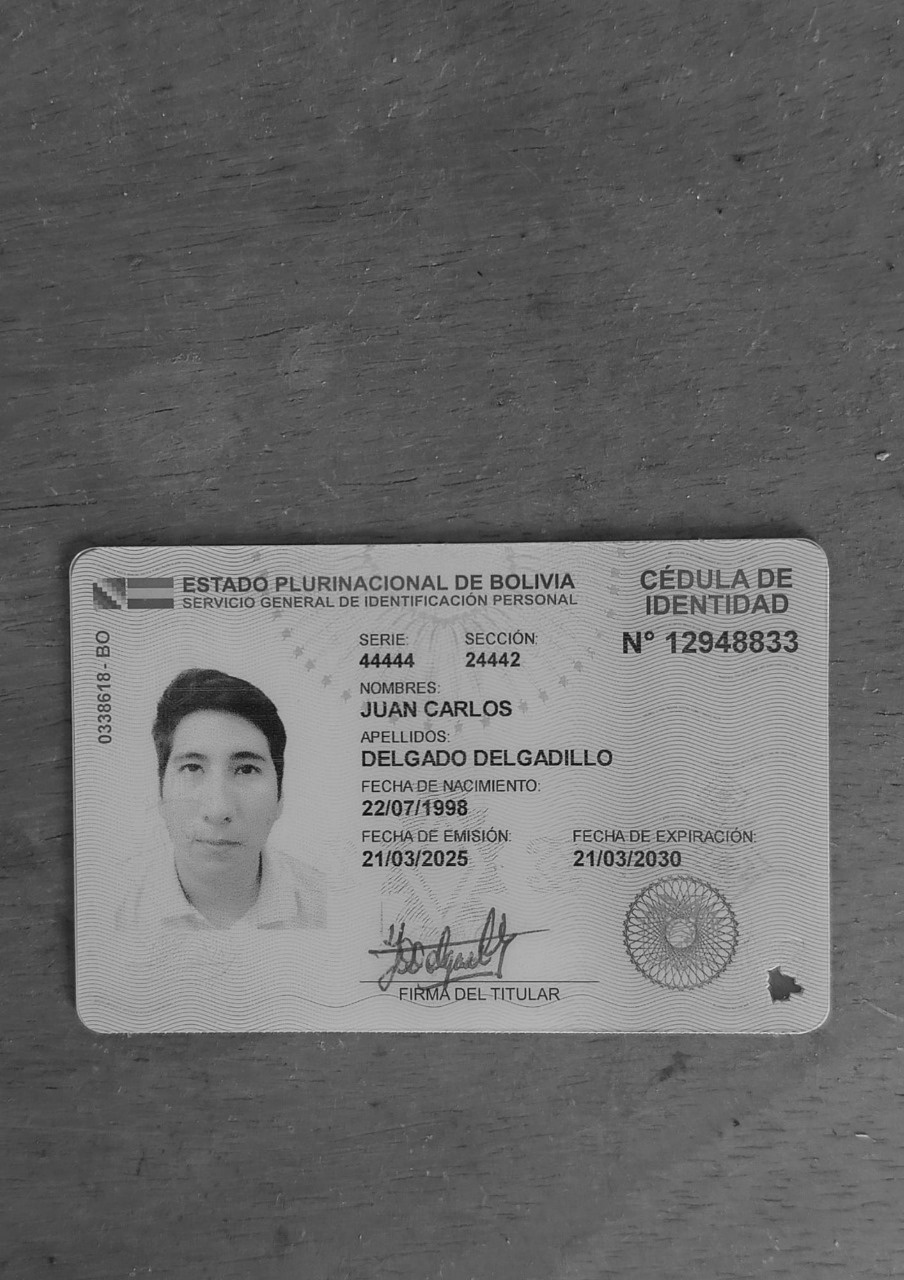 ESTADO PLURINACIONAL DE BOLIVIA
SERVICIO GENERAL DE IDENTIFICACIÓN PERSONAL
CÉDULA DE
IDENTIDAD
N° 12948833
0338618- BO
SERIE: SECCIÓN:
44444 24442
NOMBRES:
JUAN CARLOS
APELLIDOS:
DELGADO DELGADILLO
FECHA DE NACIMIENTO:
22/07/1998
FECHA DE EMISIÓN: FECHA DE EXPIRACIÓN:
21/03/2025 21/03/2030
FIRMA DEL TITULAR